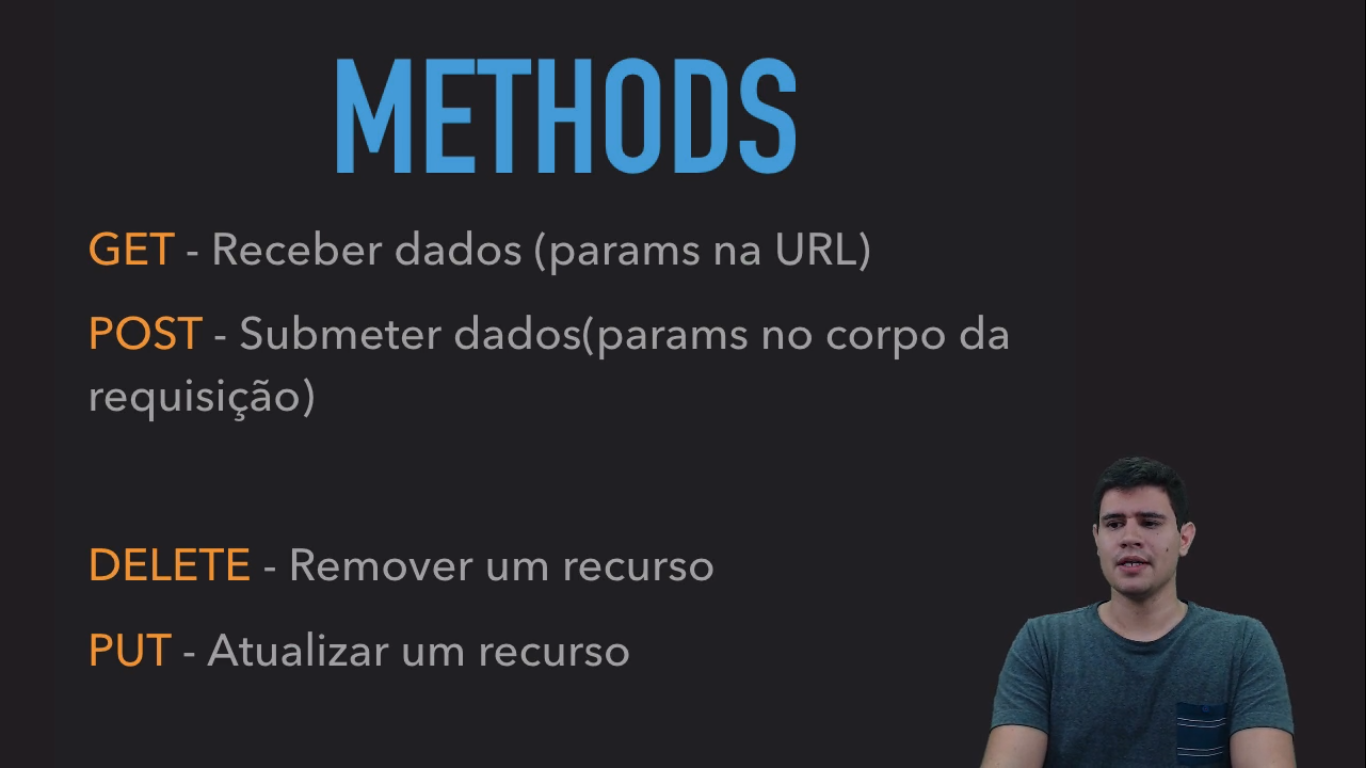 METHODS
GET - Receber dados (params na URL)
POST - Submeter dados(params no corpo da
requisição)
DELETE - Remover um recurso
PUT - Atualizar um recurso